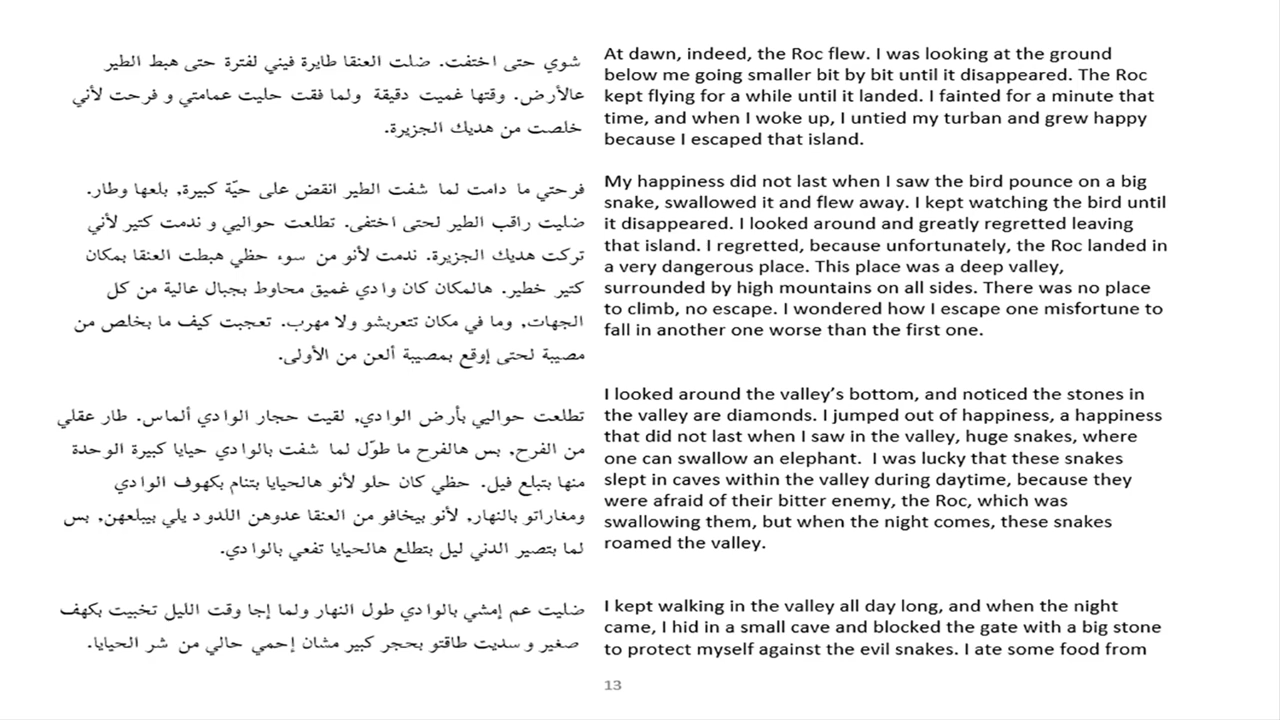 شوي حتى اختفت. ضلت العنقا طايرة فيني لفترة حتى هبط الطير
عالأرض. وقتها غميت دقيقة ولما فقت حليت عمامتي و فرحت لأني
خلصت من هديك الجزيرة.
فرحتي ما دامت لما شفت الطير انقض على حيّة كبيرة, بلعها وطار.
ضليت راقب الطير لحتى اختفى. تطلعت حواليي و ندمت كتير لأني
تركت هديك الجزيرة. ندمت لأنو من سوء حظي هبطت العنقا بمكان
كتير خطير. هالمكان كان وادي غميق محاوط بجبال عالية من كل
الجهات, وما في مكان تتعربشو ولا مهرب. تعجبت كيف ما بخلص من
مصيبة لحتى إوقع بمصيبة ألعن من الأولى.
تطلعت حواليي بأرض الوادي, لقيت حجار الوادي ألماس. طار عقلي
من الفرح, بس هالفرح ما طوّل لما شفت بالوادي حيايا كبيرة الوحدة
منها بتبلع فيل. حظي كان حلو لأنو هالحيايا بتنام بكهوف الوادي
ومغاراتو بالنهار, لأنو بيخافو من العنقا عدوهن اللدود يلي بيبلعهن, بس
لما بتصير الدني ليل بتطلع هالحيايا تفعي بالوادي.
ضليت عم إمشي بالوادي طول النهار ولما إجا وقت الليل تخبيت بكهف
صغير و سديت طاقتو بحجر كبير مشان إحمي حالي من شر الحيايا.
At dawn, indeed, the Roc flew. I was looking at the ground
below me going smaller bit by bit until it disappeared. The Roc
kept flying for a while until it landed. I fainted for a minute that
time, and when I woke up, I untied my turban and grew happy
because I escaped that island.
My happiness did not last when I saw the bird pounce on a big
snake, swallowed it and flew away. I kept watching the bird until
it disappeared. I looked around and greatly regretted leaving
that island. I regretted, because unfortunately, the Roc landed in
a very dangerous place. This place was a deep valley,
surrounded by high mountains on all sides. There was no place
to climb, no escape. I wondered how I escape one misfortune to
fall in another one worse than the first one.
I looked around the valley’s bottom, and noticed the stones in
the valley are diamonds. I jumped out of happiness, a happiness
that did not last when I saw in the valley, huge snakes, where
one can swallow an elephant.  I was lucky that these snakes
slept in caves within the valley during daytime, because they
were afraid of their bitter enemy, the Roc, which was
swallowing them, but when the night comes, these snakes
roamed the valley.
I kept walking in the valley all day long, and when the night
came, I hid in a small cave and blocked the gate with a big stone
to protect myself against the evil snakes. I ate some food from
13